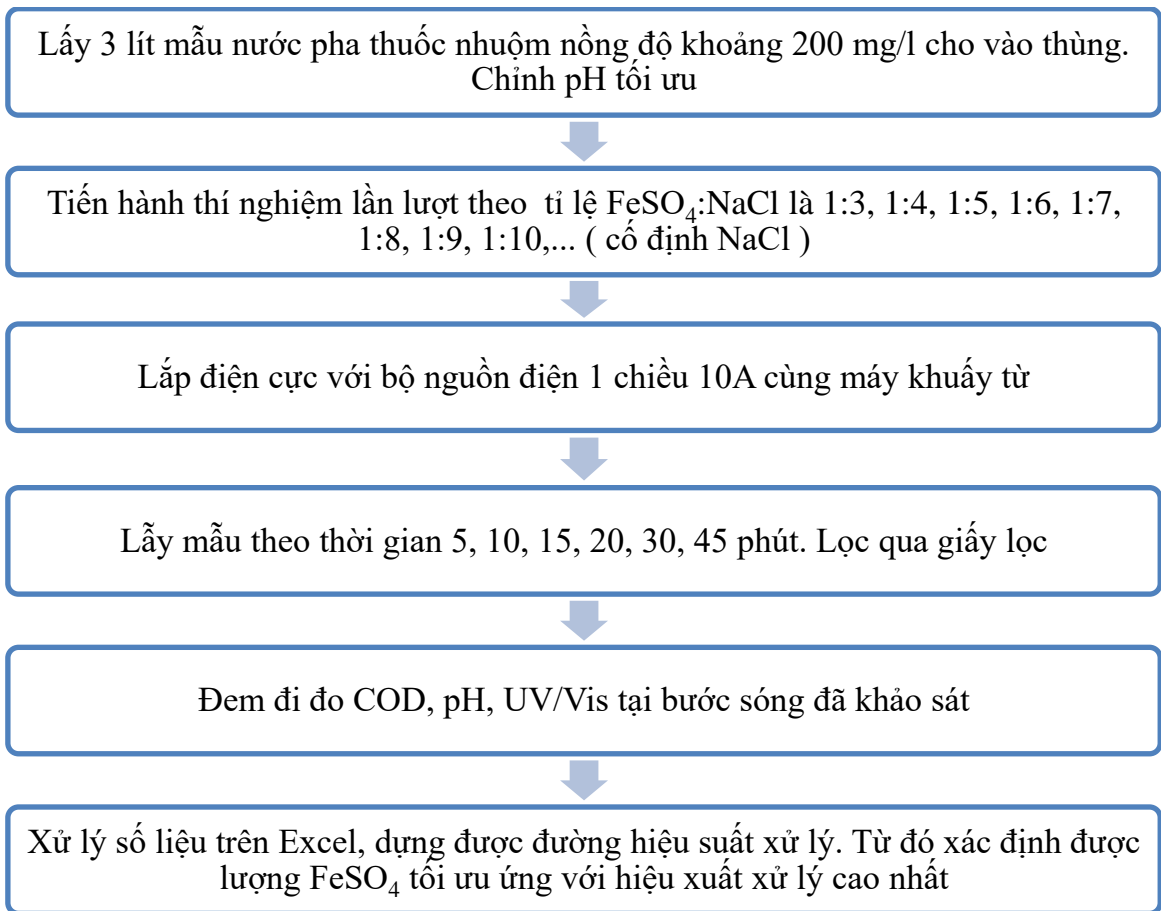 Lấy 3 lít mẫu nước pha thuốc nhuộm nồng độ khoảng 200 mg/l cho vào thùng.
Chỉnh pH tối ưu
Tiến hành thí nghiệm lần lượt theo tỉ lệ FeSO₄:NaCl là 1:3, 1:4, 1:5, 1:6, 1:7,
1:8, 1:9, 1:10,... ( cố định NaCl )
Lắp điện cực với bộ nguồn điện 1 chiều 10A cùng máy khuấy từ
Lẫy mẫu theo thời gian 5, 10, 15, 20, 30, 45 phút. Lọc qua giấy lọc
Đem đi đo COD, pH, UV/Vis tại bước sóng đã khảo sát
Xử lý số liệu trên Excel, dựng được đường hiệu suất xử lý. Từ đó xác định được
lượng FeSO₄ tối ưu ứng với hiệu xuất xử lý cao nhất